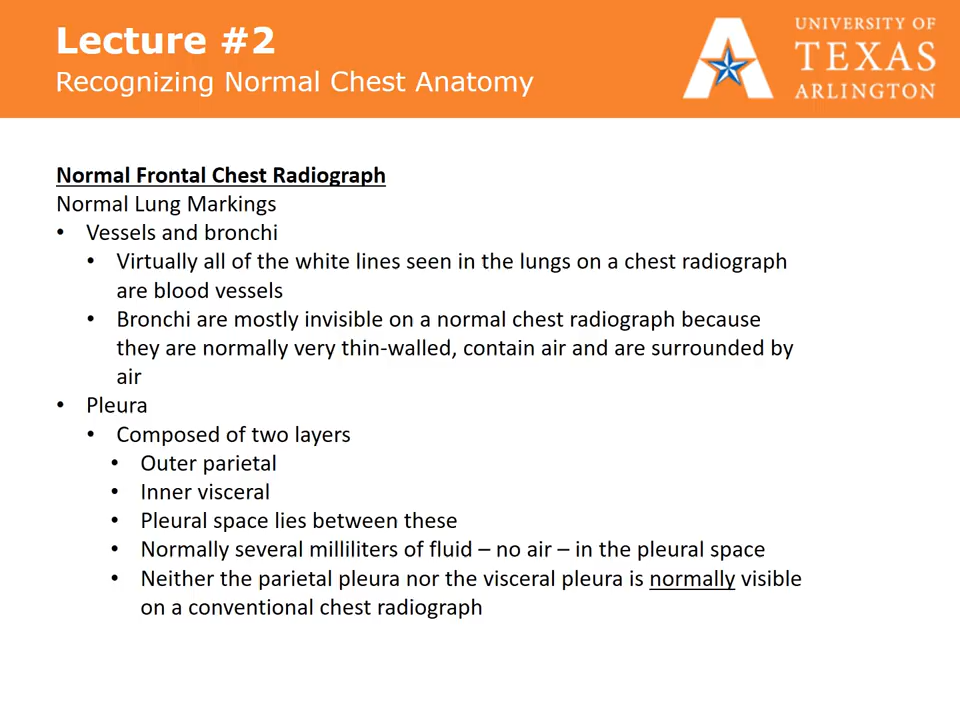 Lecture #2
Recognizing Normal Chest Anatomy
UNIVERSITY OF
TEXAS
ARLINGTON
Normal Frontal Chest Radiograph
Normal Lung Markings
• Vessels and bronchi
• Virtually all of the white lines seen in the lungs on a chest radiograph
are blood vessels
• Bronchi are mostly invisible on a normal chest radiograph because
they are normally very thin-walled, contain air and are surrounded by
air
• Pleura
• Composed of two layers
• Outer parietal
• Inner visceral
• Pleural space lies between these
• Normally several milliliters of fluid – no air – in the pleural space
• Neither the parietal pleura nor the visceral pleura is normally visible
on a conventional chest radiograph